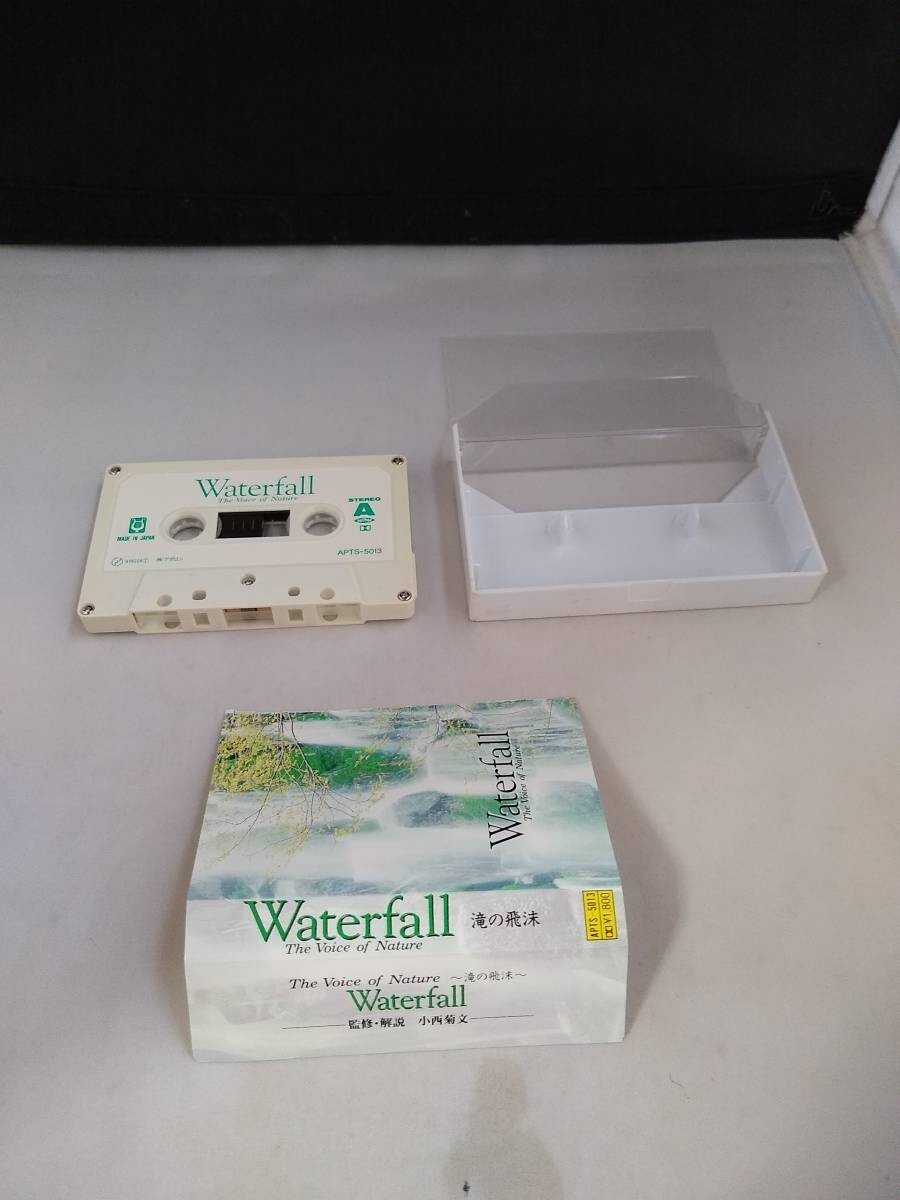 Waterfall
The Voice of Nature
STEREO
A
MADE IN JAPAN
APTS-5013
Waterfall
The Voice of Nature
Waterfall 滝の飛沫
The Voice of Nature
APTS-5013
¥1,800
The Voice of Nature 〜滝の飛沫〜
Waterfall
監修・解説 小西菊文